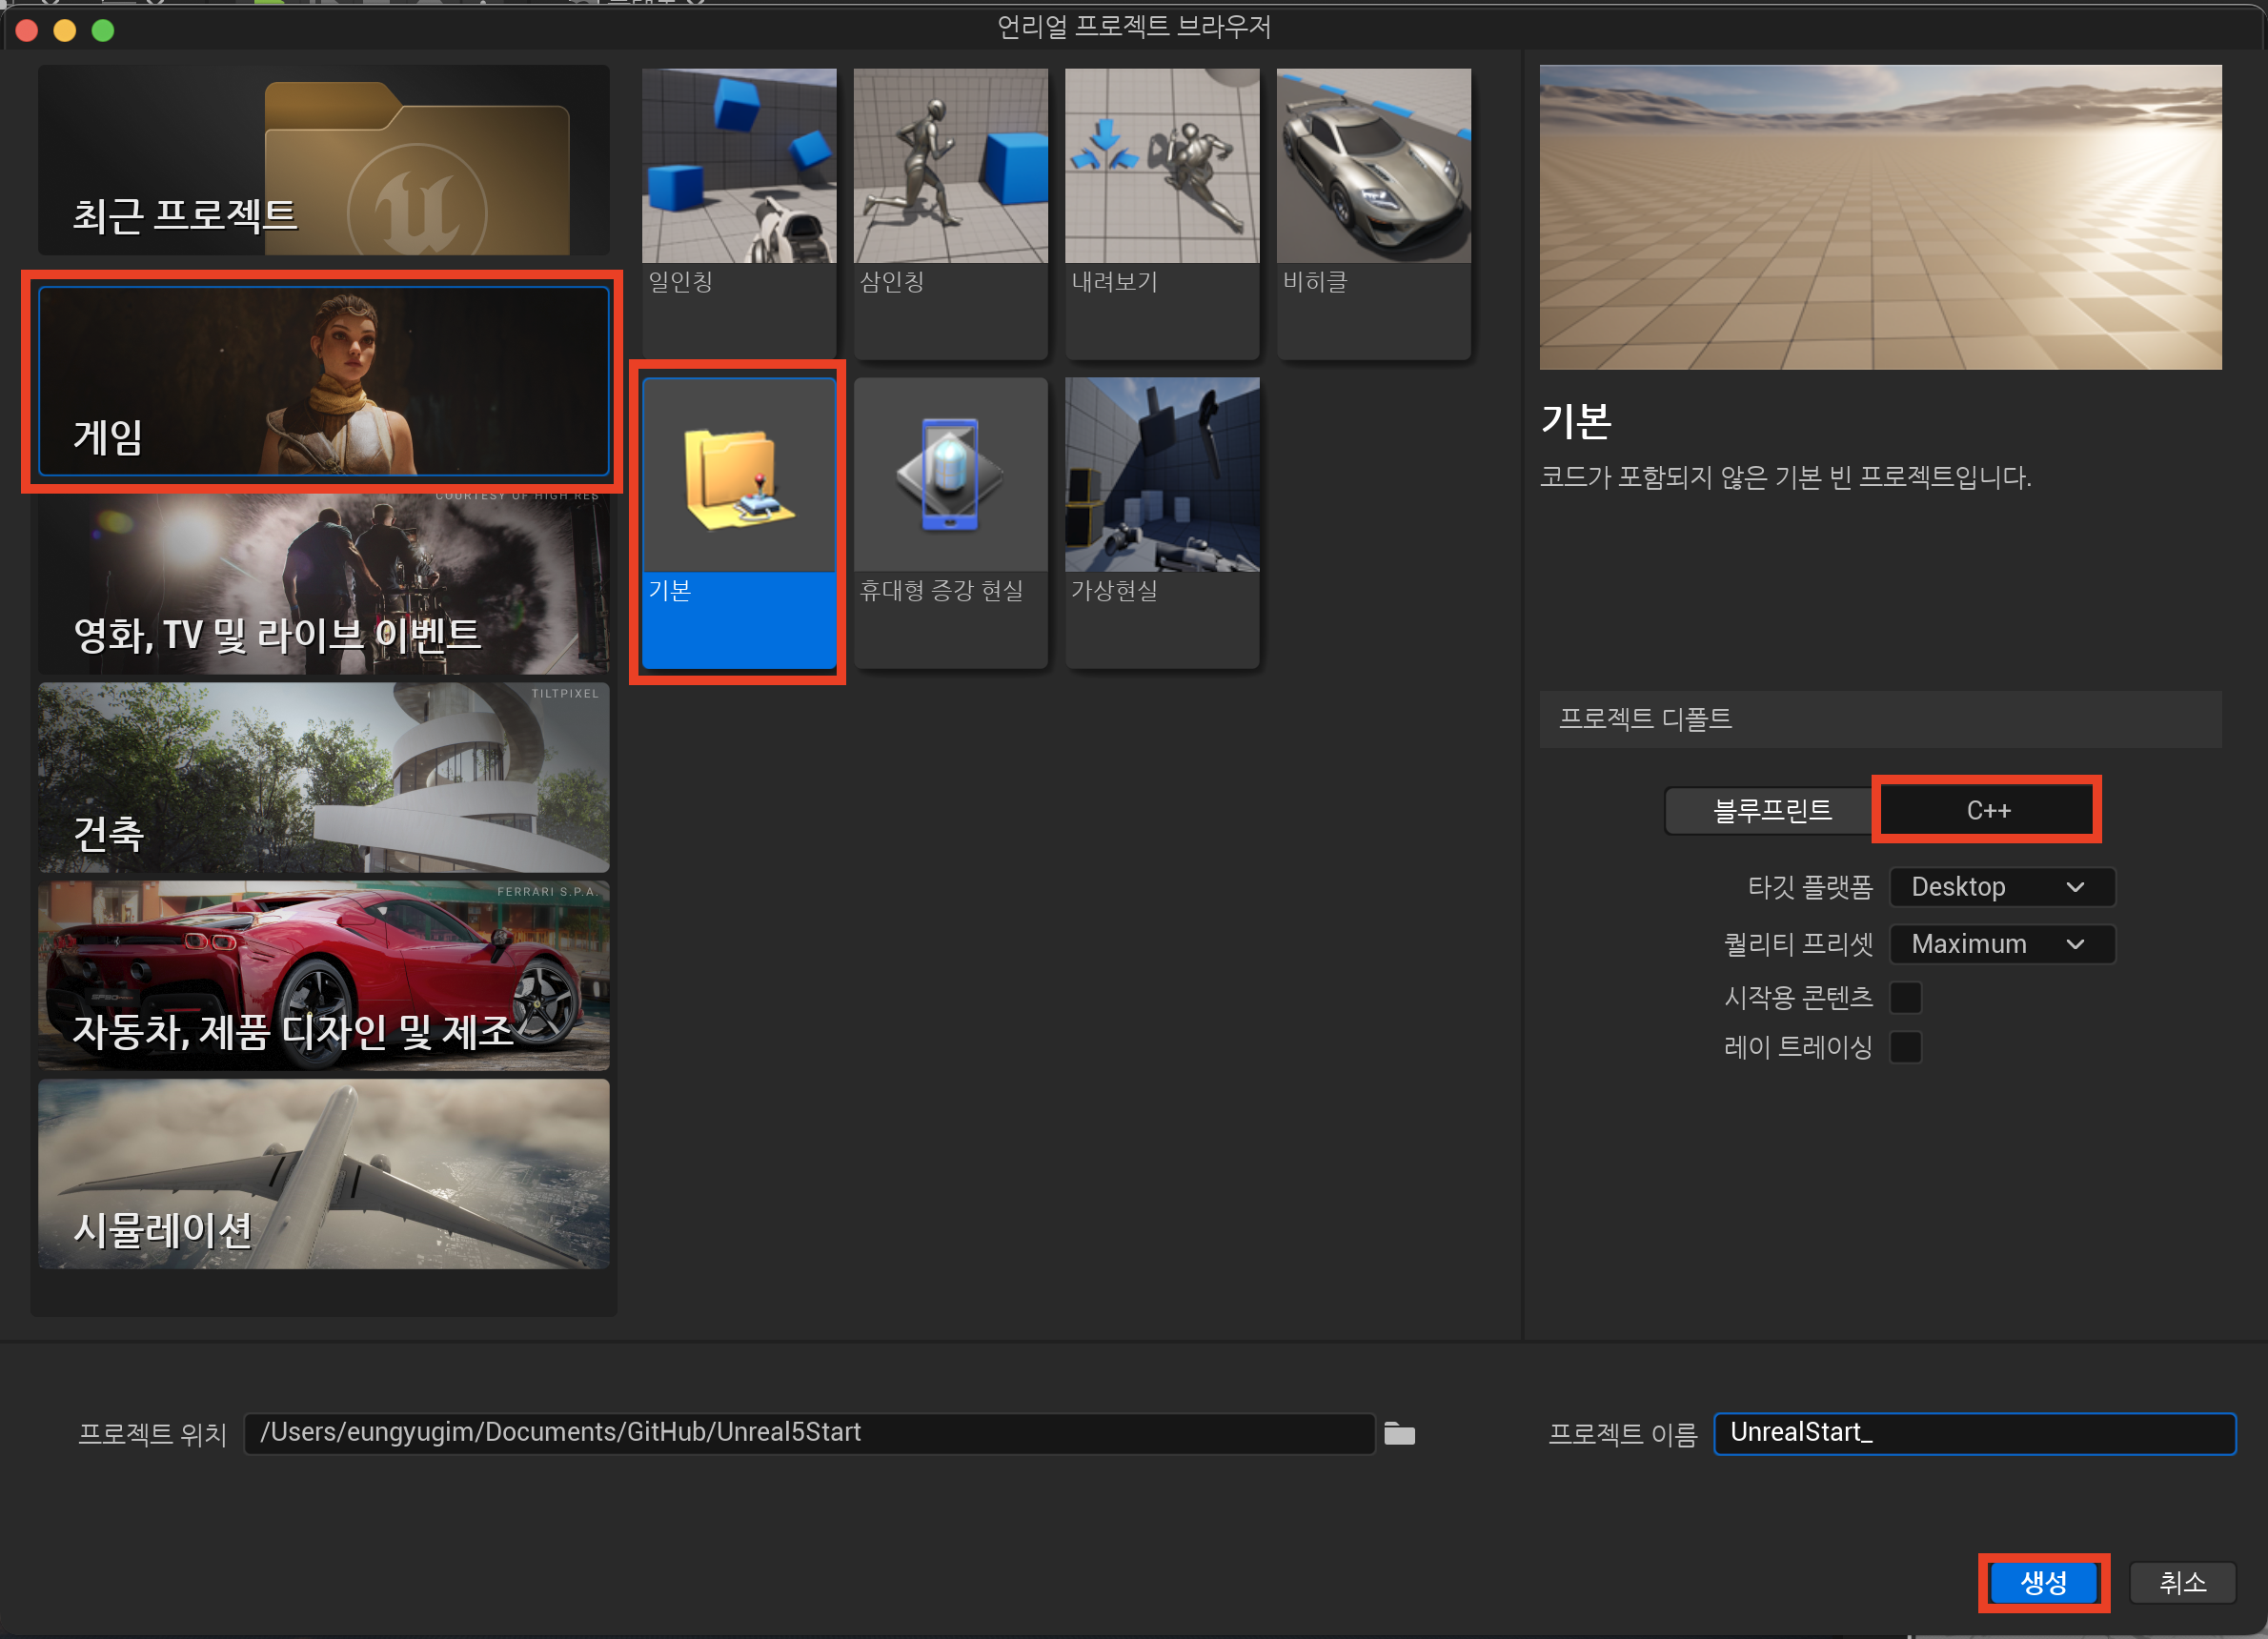 언리얼 프로젝트 브라우저
최근 프로젝트
게임
COURTESY OF HIGH RES
영화, TV 및 라이브 이벤트
TILTPIXEL
건축
FERRARI S.P.A.
자동차, 제품 디자인 및 제조
시뮬레이션
일인칭
삼인칭
내려보기
비히클
기본
휴대형 증강 현실
가상현실
기본
코드가 포함되지 않은 기본 빈 프로젝트입니다.
프로젝트 디폴트
블루프린트
C++
타깃 플랫폼
Desktop
퀄리티 프리셋
Maximum
시작용 콘텐츠
레이 트레이싱
프로젝트 위치
/Users/eungyugim/Documents/GitHub/Unreal5Start
프로젝트 이름
UnrealStart_
생성
취소